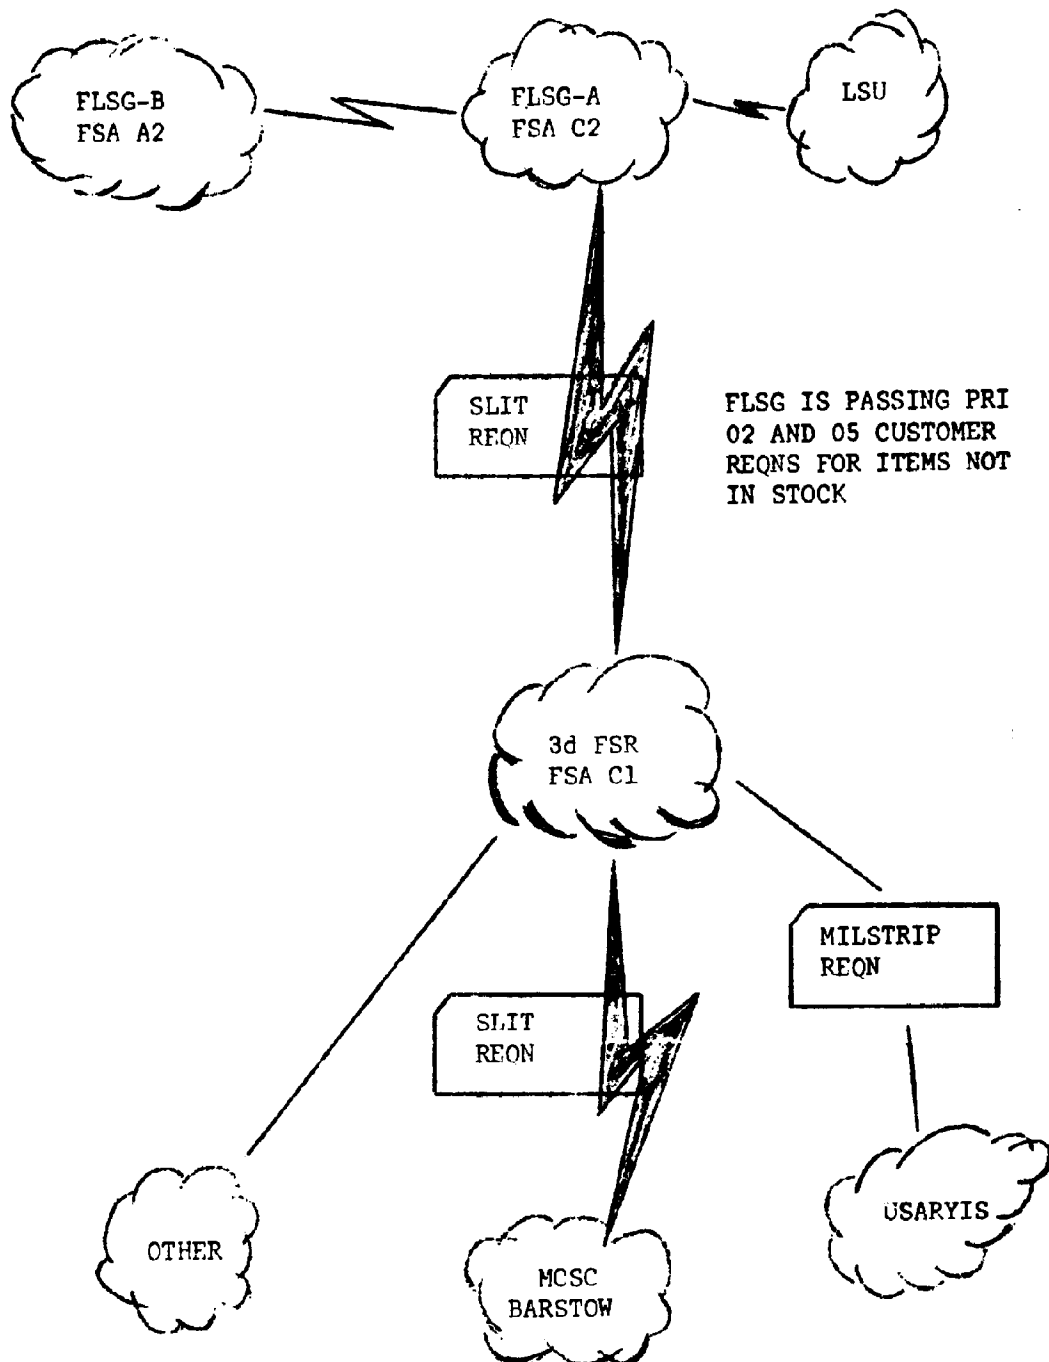 FLSG-B
FSA A2
FLSG-A
FSA C2
LSU
SLIT
REQN
FLSG IS PASSING PRI
02 AND 05 CUSTOMER
REQNS FOR ITEMS NOT
IN STOCK
3d FSR
FSA C1
MILSTRIP
REQN
SLIT
REQN
OTHER
MCSC
BARSTOW
USARYIS